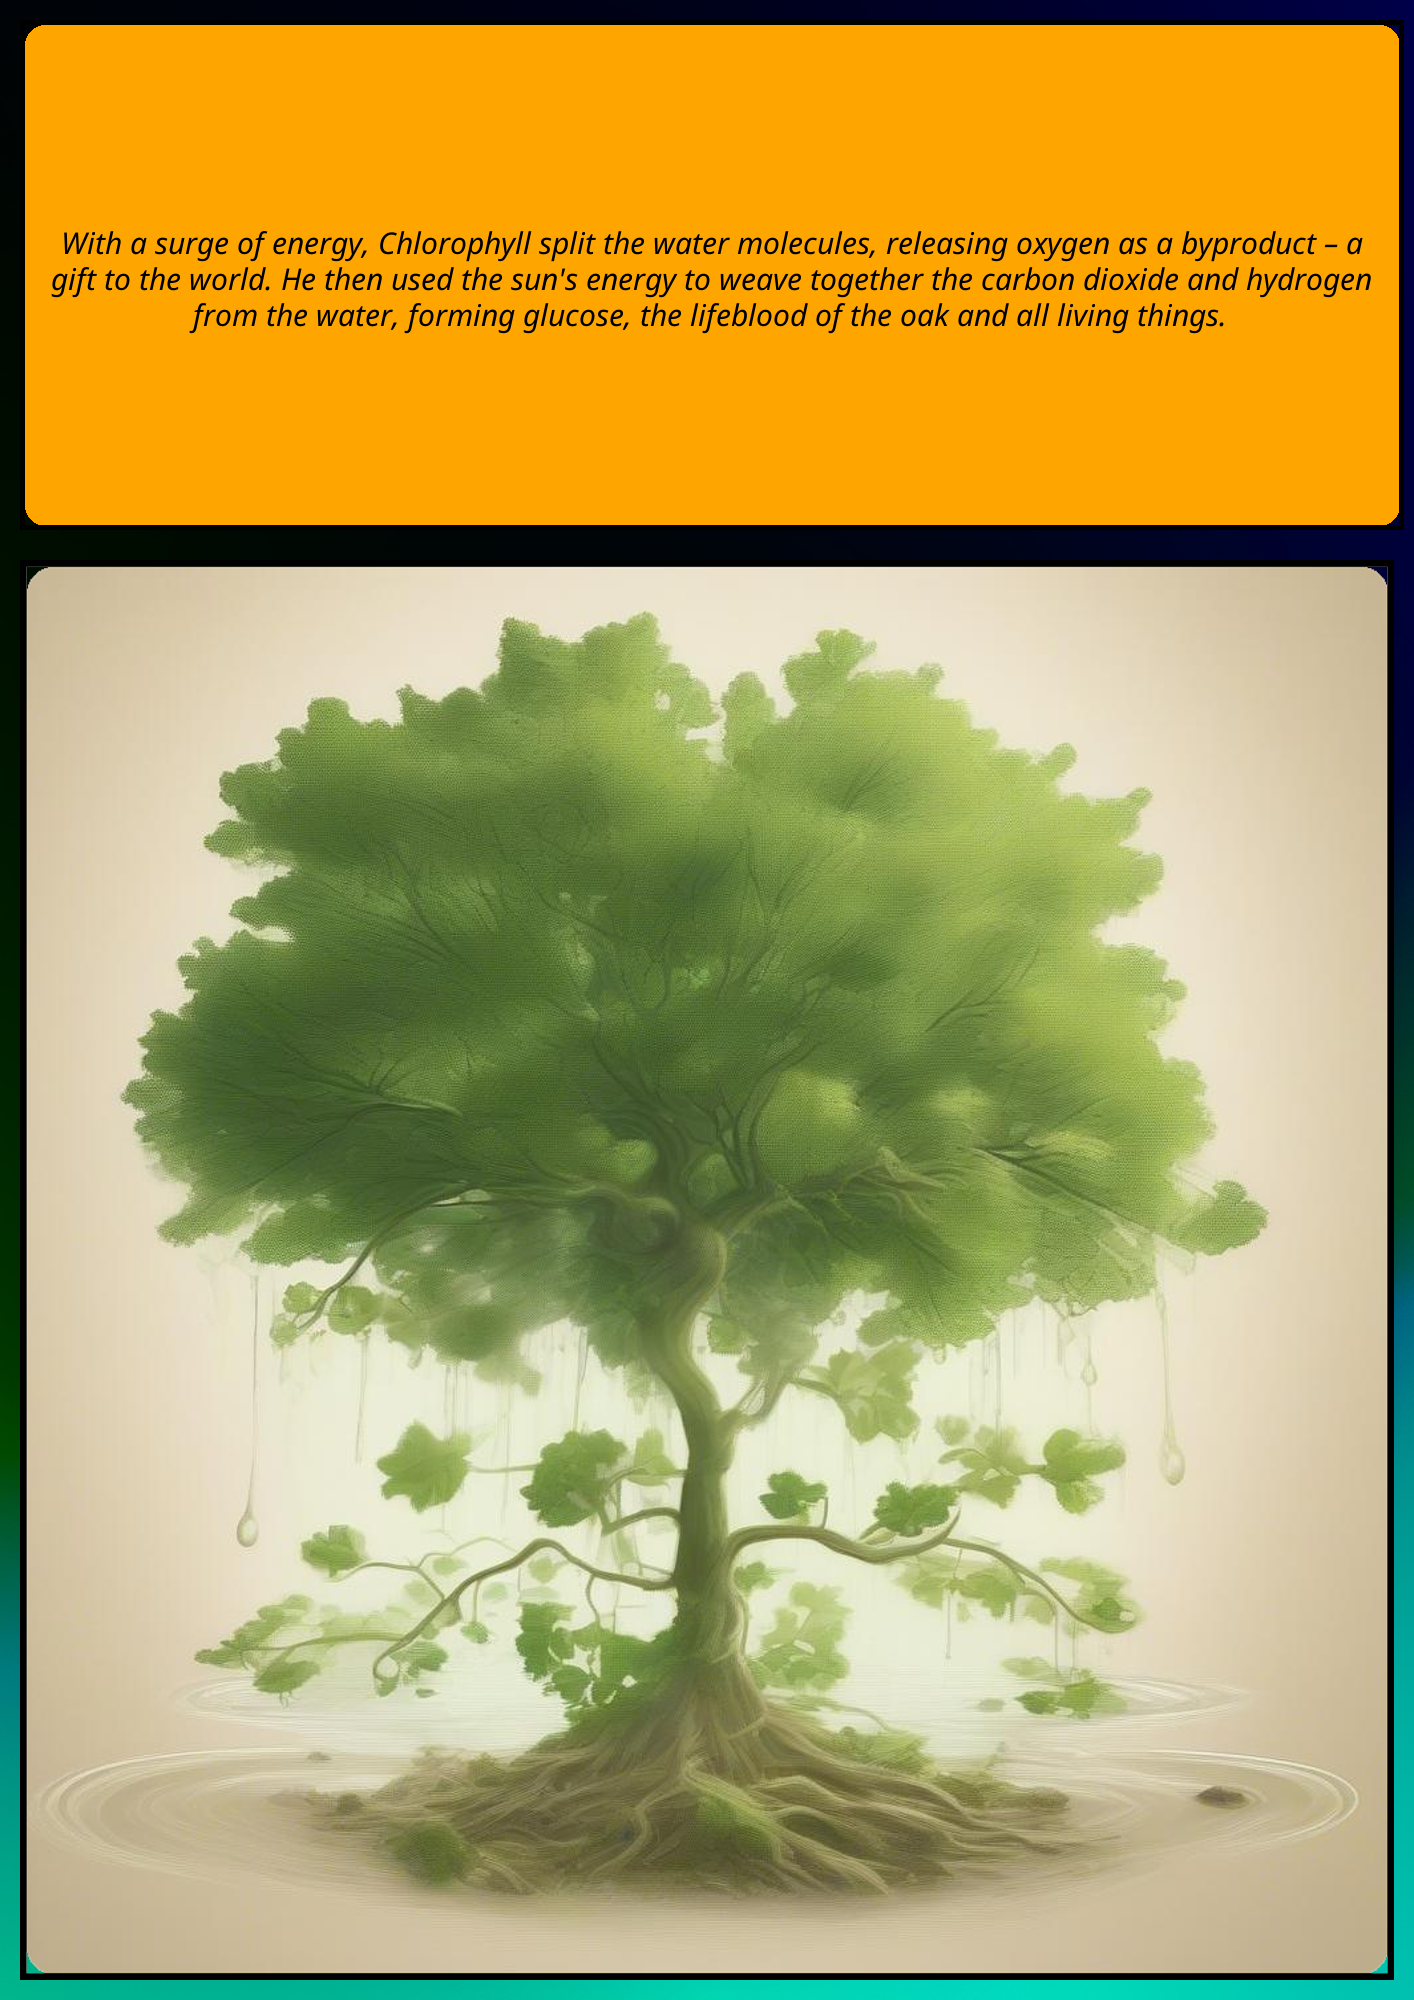 With a surge of energy, Chlorophyll split the water molecules, releasing oxygen as a byproduct – a
gift to the world. He then used the sun's energy to weave together the carbon dioxide and hydrogen
from the water, forming glucose, the lifeblood of the oak and all living things.